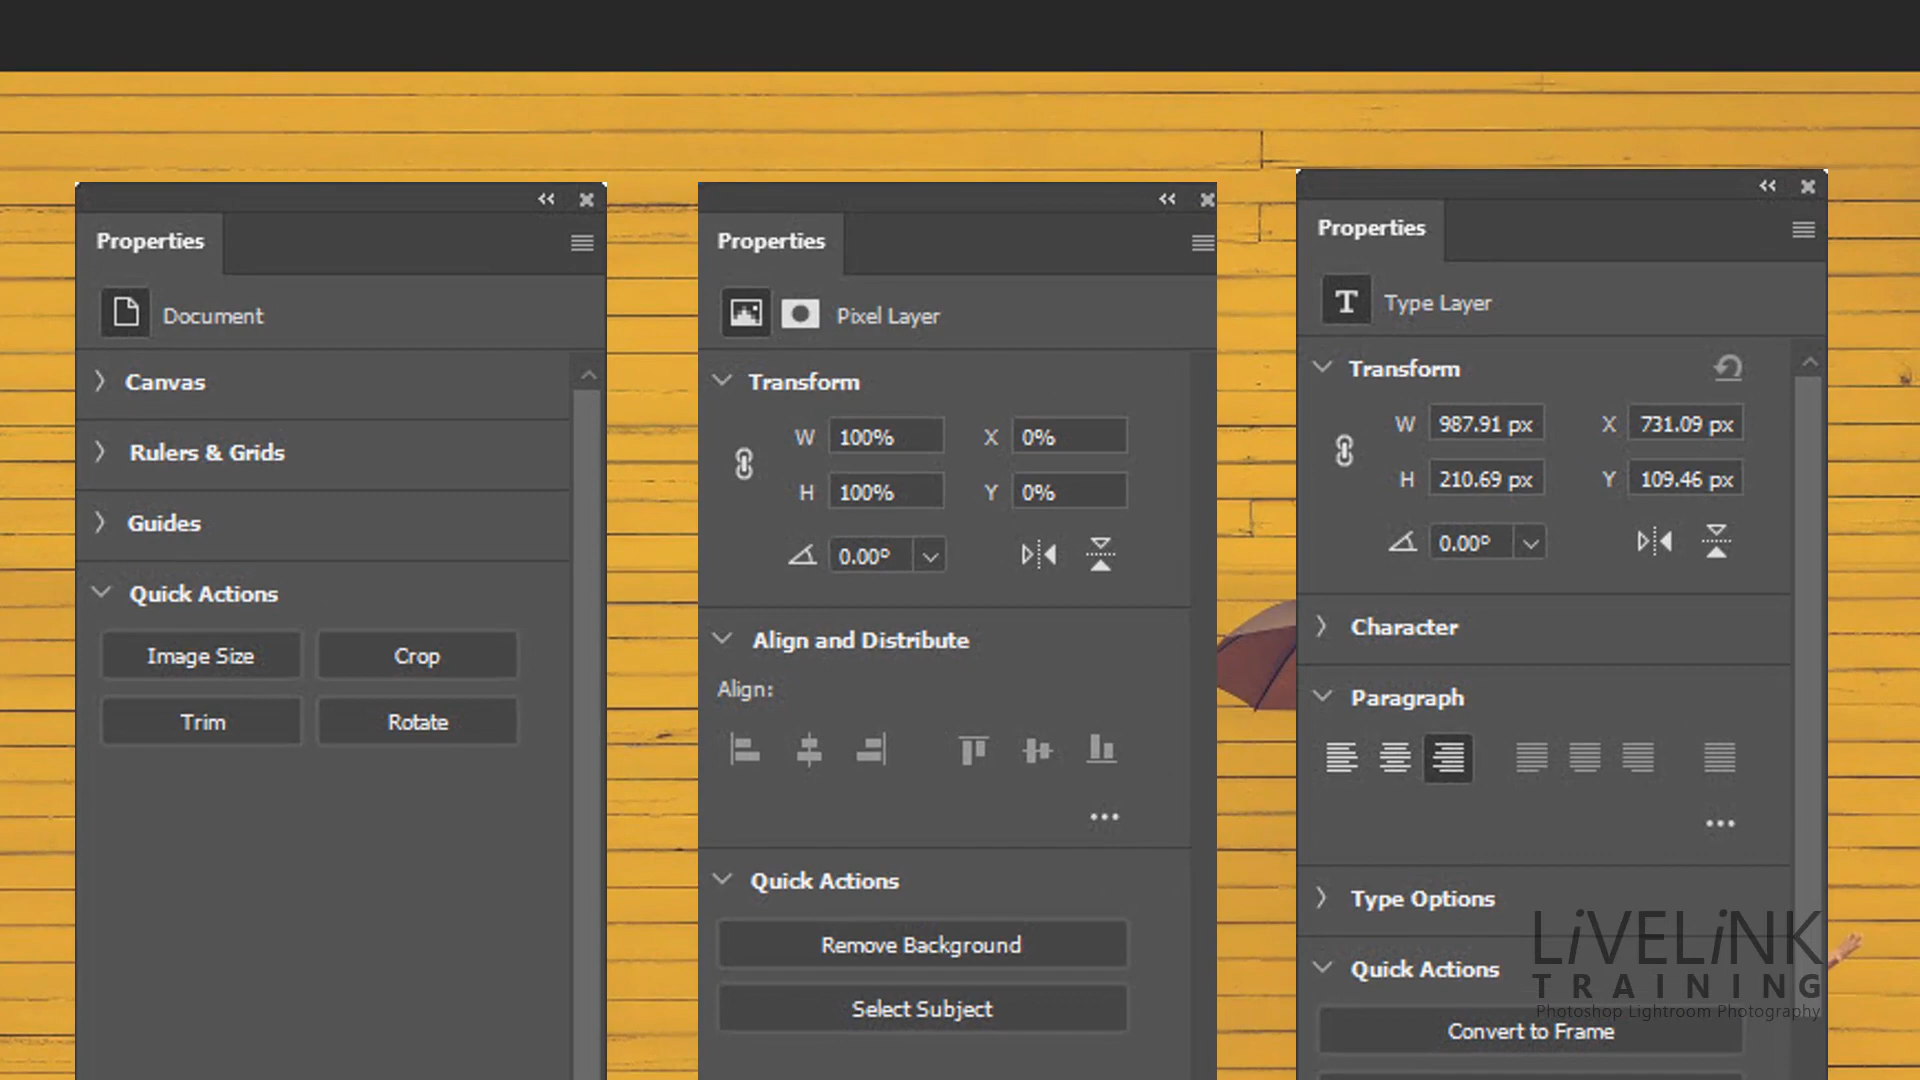 Properties
Document
Canvas
Rulers & Grids
Guides
Quick Actions
Image Size
Crop
Trim
Rotate
Properties
Pixel Layer
Transform
W 100% X 0%
H 100% Y 0%
0.00º
Align and Distribute
Align:
Quick Actions
Remove Background
Select Subject
Properties
T Type Layer
Transform
W 987.91 px X 731.09 px
H 210.69 px Y 109.46 px
0.00º
Character
Paragraph
Type Options
Quick Actions
Convert to Frame
LiVELiNK
TRAINING
Photoshop Lightroom Photography